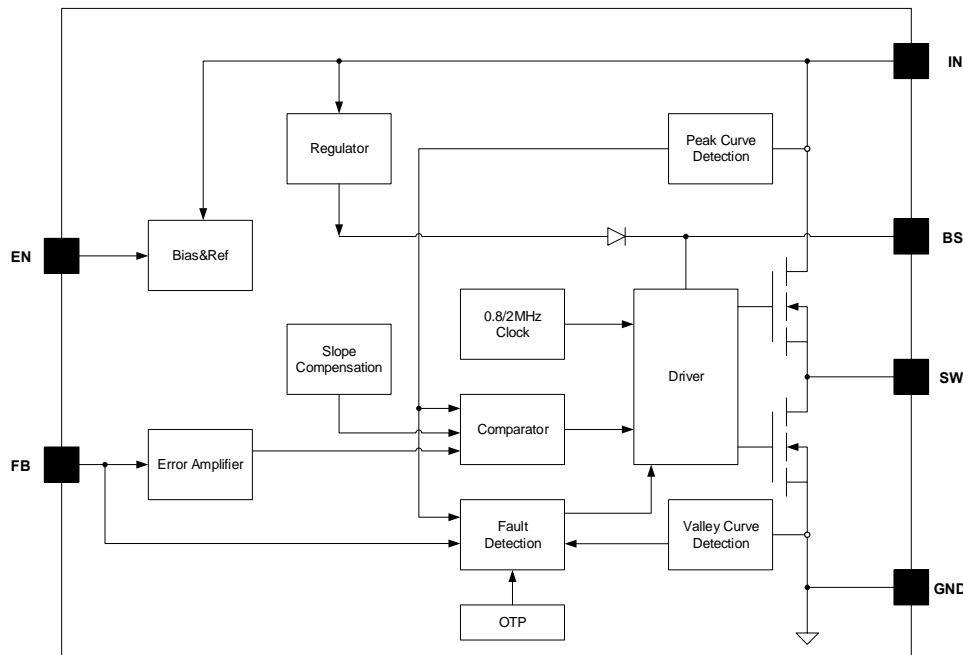 IN
Regulator
Peak Curve
Detection
EN
Bias&Ref
BS
0.8/2MHz
Clock
Slope
Compensation
Driver
SW
Comparator
FB
Error Amplifier
Fault
Detection
Valley Curve
Detection
GND
OTP